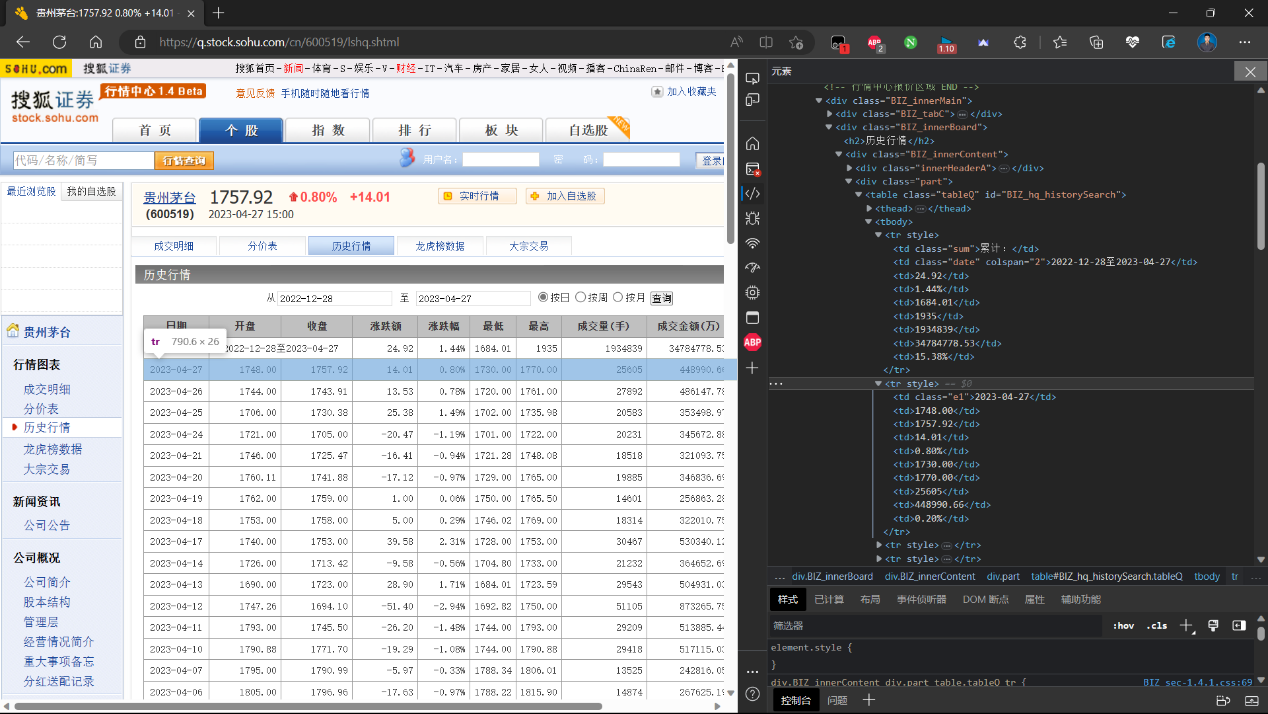 贵州茅台:1757.92 0.80% +14.01
https://q.stock.sohu.com/cn/600519/lshq.shtml
1
2
1.10
SOHU.com 搜狐证券
搜狐首页-新闻-体育-S-娱乐-V-财经-IT-汽车-房产-家居-女人-视频-播客-ChinaRen-邮件-博客-B
搜狐证券 行情中心 1.4 Beta
stock.sohu.com
意见反馈 手机随时随地看行情
加入收藏夹
首 页 个 股 指 数 排 行 板 块 自选股 NEW
代码/名称/简写 行情查询 用户名: 密 码: 登录
最近浏览股 我的自选股
贵州茅台 1757.92 0.80% +14.01 实时行情 加入自选股
(600519) 2023-04-27 15:00
成交明细 分价表 历史行情 龙虎榜数据 大宗交易
历史行情
从 2022-12-28 至 2023-04-27 按日 按周 按月 查询
日期 开盘 收盘 涨跌额 涨跌幅 最低 最高 成交量(手) 成交金额(万)
tr 790.6 × 26
2022-12-28至2023-04-27 24.92 1.44% 1684.01 1935 1934839 34784778.53
2023-04-27 1748.00 1757.92 14.01 0.80% 1730.00 1770.00 25605 448990.66
2023-04-26 1744.00 1743.91 13.53 0.78% 1720.00 1761.00 27892 486147.78
2023-04-25 1706.00 1730.38 25.38 1.49% 1702.00 1735.98 20583 353498.97
2023-04-24 1721.00 1705.00 -20.47 -1.19% 1701.00 1722.00 20231 345672.88
2023-04-21 1746.00 1725.47 -16.41 -0.94% 1721.28 1748.08 18518 321093.75
2023-04-20 1760.11 1741.88 -17.12 -0.97% 1729.00 1765.00 19885 346836.69
2023-04-19 1762.00 1759.00 1.00 0.06% 1750.00 1765.50 14601 256863.28
2023-04-18 1753.00 1758.00 5.00 0.29% 1746.02 1769.00 18314 322010.75
2023-04-17 1740.00 1753.00 39.58 2.31% 1728.00 1753.00 30467 530340.12
2023-04-14 1726.00 1713.42 -9.58 -0.56% 1704.80 1733.00 21232 364652.69
2023-04-13 1690.00 1723.00 28.90 1.71% 1684.01 1723.59 29543 504931.03
2023-04-12 1747.26 1694.10 -51.40 -2.94% 1692.82 1750.00 51105 873265.75
2023-04-11 1793.00 1745.50 -26.20 -1.48% 1744.00 1793.00 29209 513885.44
2023-04-10 1790.88 1771.70 -19.29 -1.08% 1744.00 1790.88 29418 517115.03
2023-04-07 1795.00 1790.99 -5.97 -0.33% 1788.34 1806.01 13525 242816.05
2023-04-06 1805.00 1796.96 -17.63 -0.97% 1788.22 1815.98 14874 267625.19
贵州茅台
行情图表
成交明细
分价表
历史行情
龙虎榜数据
大宗交易
新闻资讯
公司公告
公司概况
公司简介
股本结构
管理层
经营情况简介
重大事项备忘
分红送配记录
ABP
元素
<!-- 行情中心报价区域 END -->
<div class="BIZ_innerMain">
<div class="BIZ_tabC">…</div>
<div class="BIZ_innerBoard">
<h2>历史行情</h2>
<div class="BIZ_innerContent">
<div class="innerHeaderA">…</div>
<div class="part">
<table class="tableQ" id="BIZ_hq_historySearch">
<thead>…</thead>
<tbody>
<tr style>
<td class="sum">累计：</td>
<td class="date" colspan="2">2022-12-28至2023-04-27</td>
<td>24.92</td>
<td>1.44%</td>
<td>1684.01</td>
<td>1935</td>
<td>1934839</td>
<td>34784778.53</td>
<td>15.38%</td>
</tr>
<tr style> == $0
<td class="e1">2023-04-27</td>
<td>1748.00</td>
<td>1757.92</td>
<td>14.01</td>
<td>0.80%</td>
<td>1730.00</td>
<td>1770.00</td>
<td>25605</td>
<td>448990.66</td>
<td>0.20%</td>
</tr>
<tr style>…</tr>
<tr style>…</tr>
… div.BIZ_innerBoard div.BIZ_innerContent div.part table#BIZ_hq_historySearch.tableQ tbody tr …
样式 已计算 布局 事件侦听器 DOM 断点 属性 辅助功能
筛选器 :hov .cls
element.style {
}
div.BIZ_innerContent div.part table.tableQ tr { BIZ_sec-1.4.1.css:69
控制台 问题